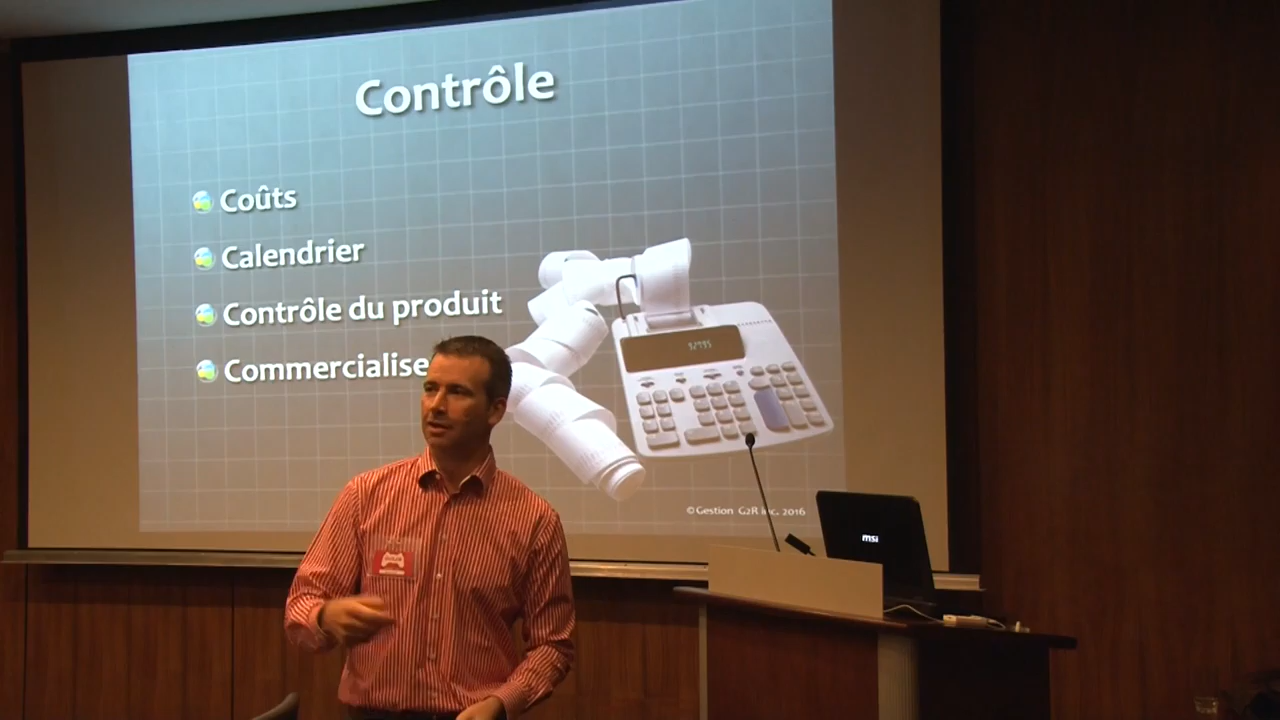 Contrôle
Coûts
Calendrier
Contrôle du produit
Commercialise
©Gestion G2R inc. 2016
msi